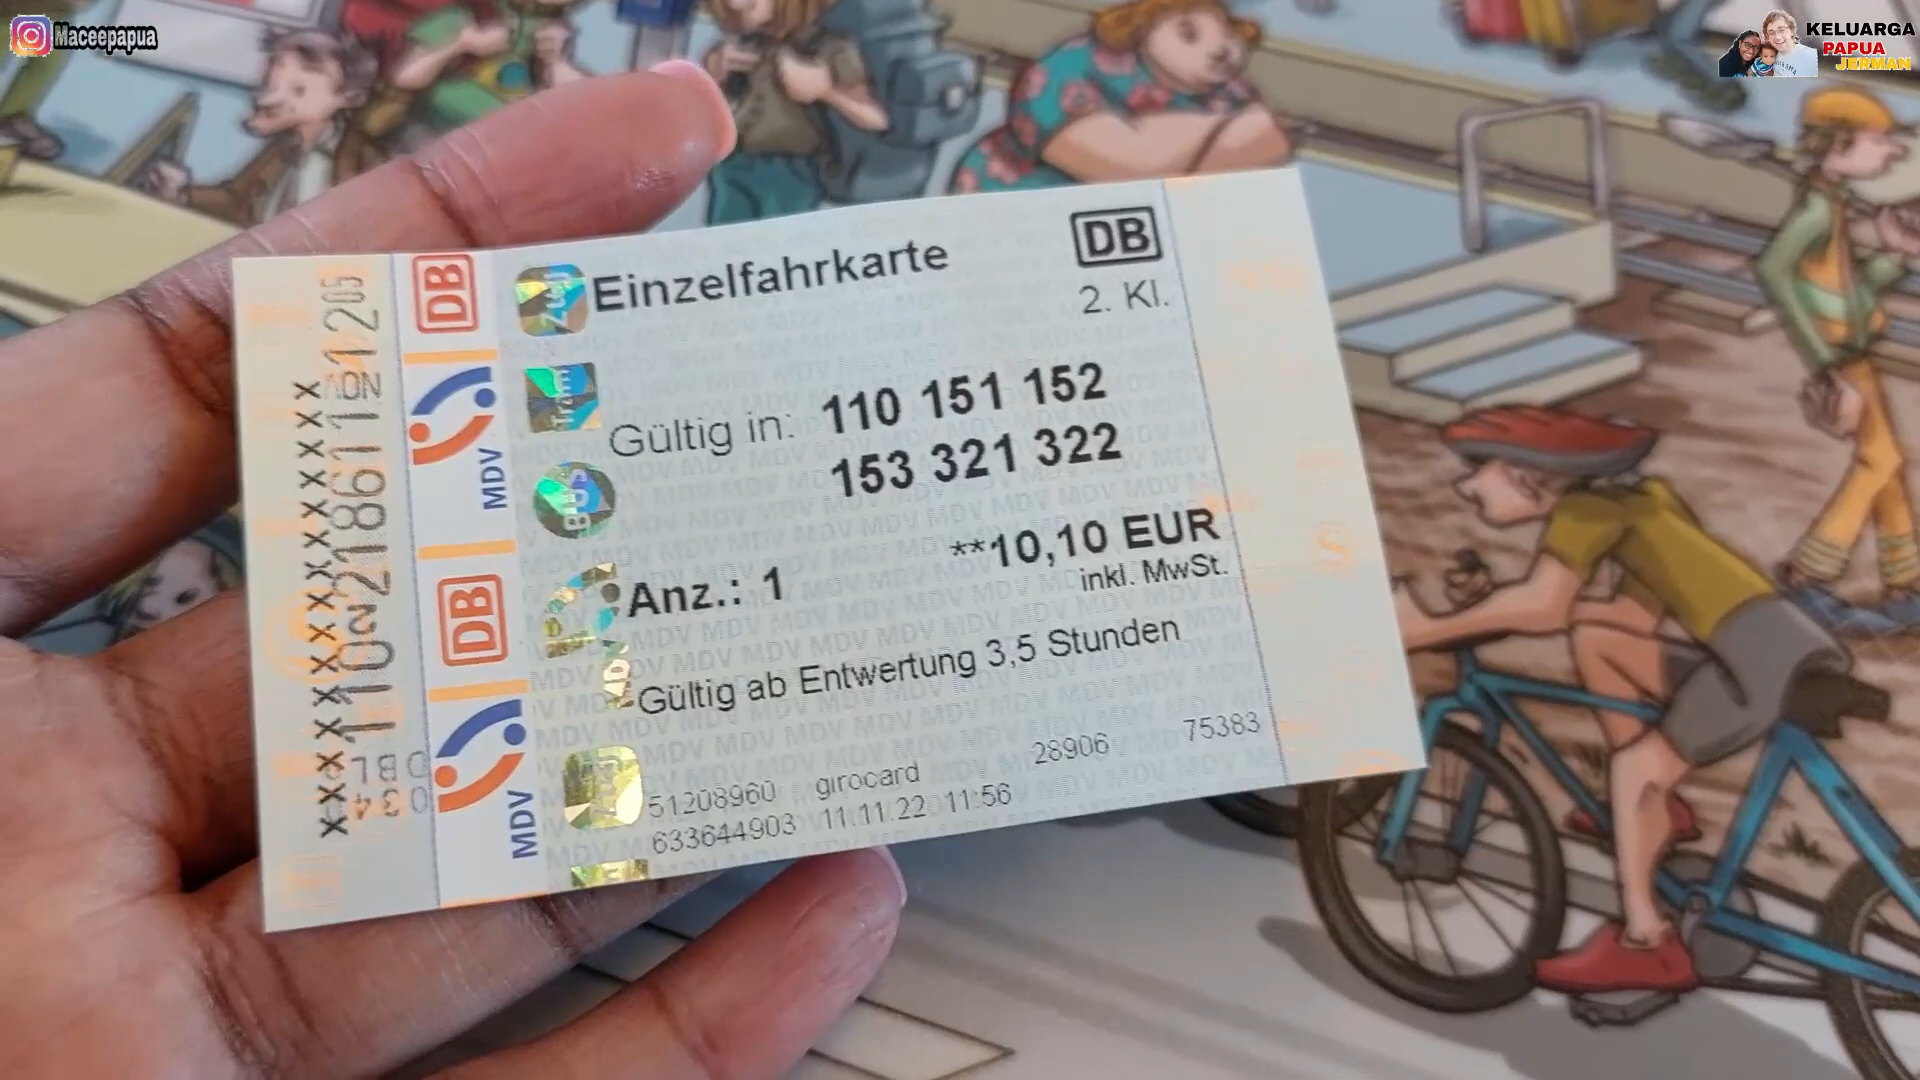 Maceepapua
KELUARGA
PAPUA
JERMAN
DB
Einzelfahrkarte
DB
2. Kl.
Zug
Tram
BUS
MDV
Gültig in: 110 151 152
153 321 322
**10,10 EUR
inkl. MwSt.
Anz.: 1
DB
MDV
Gültig ab Entwertung 3,5 Stunden
MDV
Zug
51208960 girocard 28906 75383
633644903 11.11.22 11:56